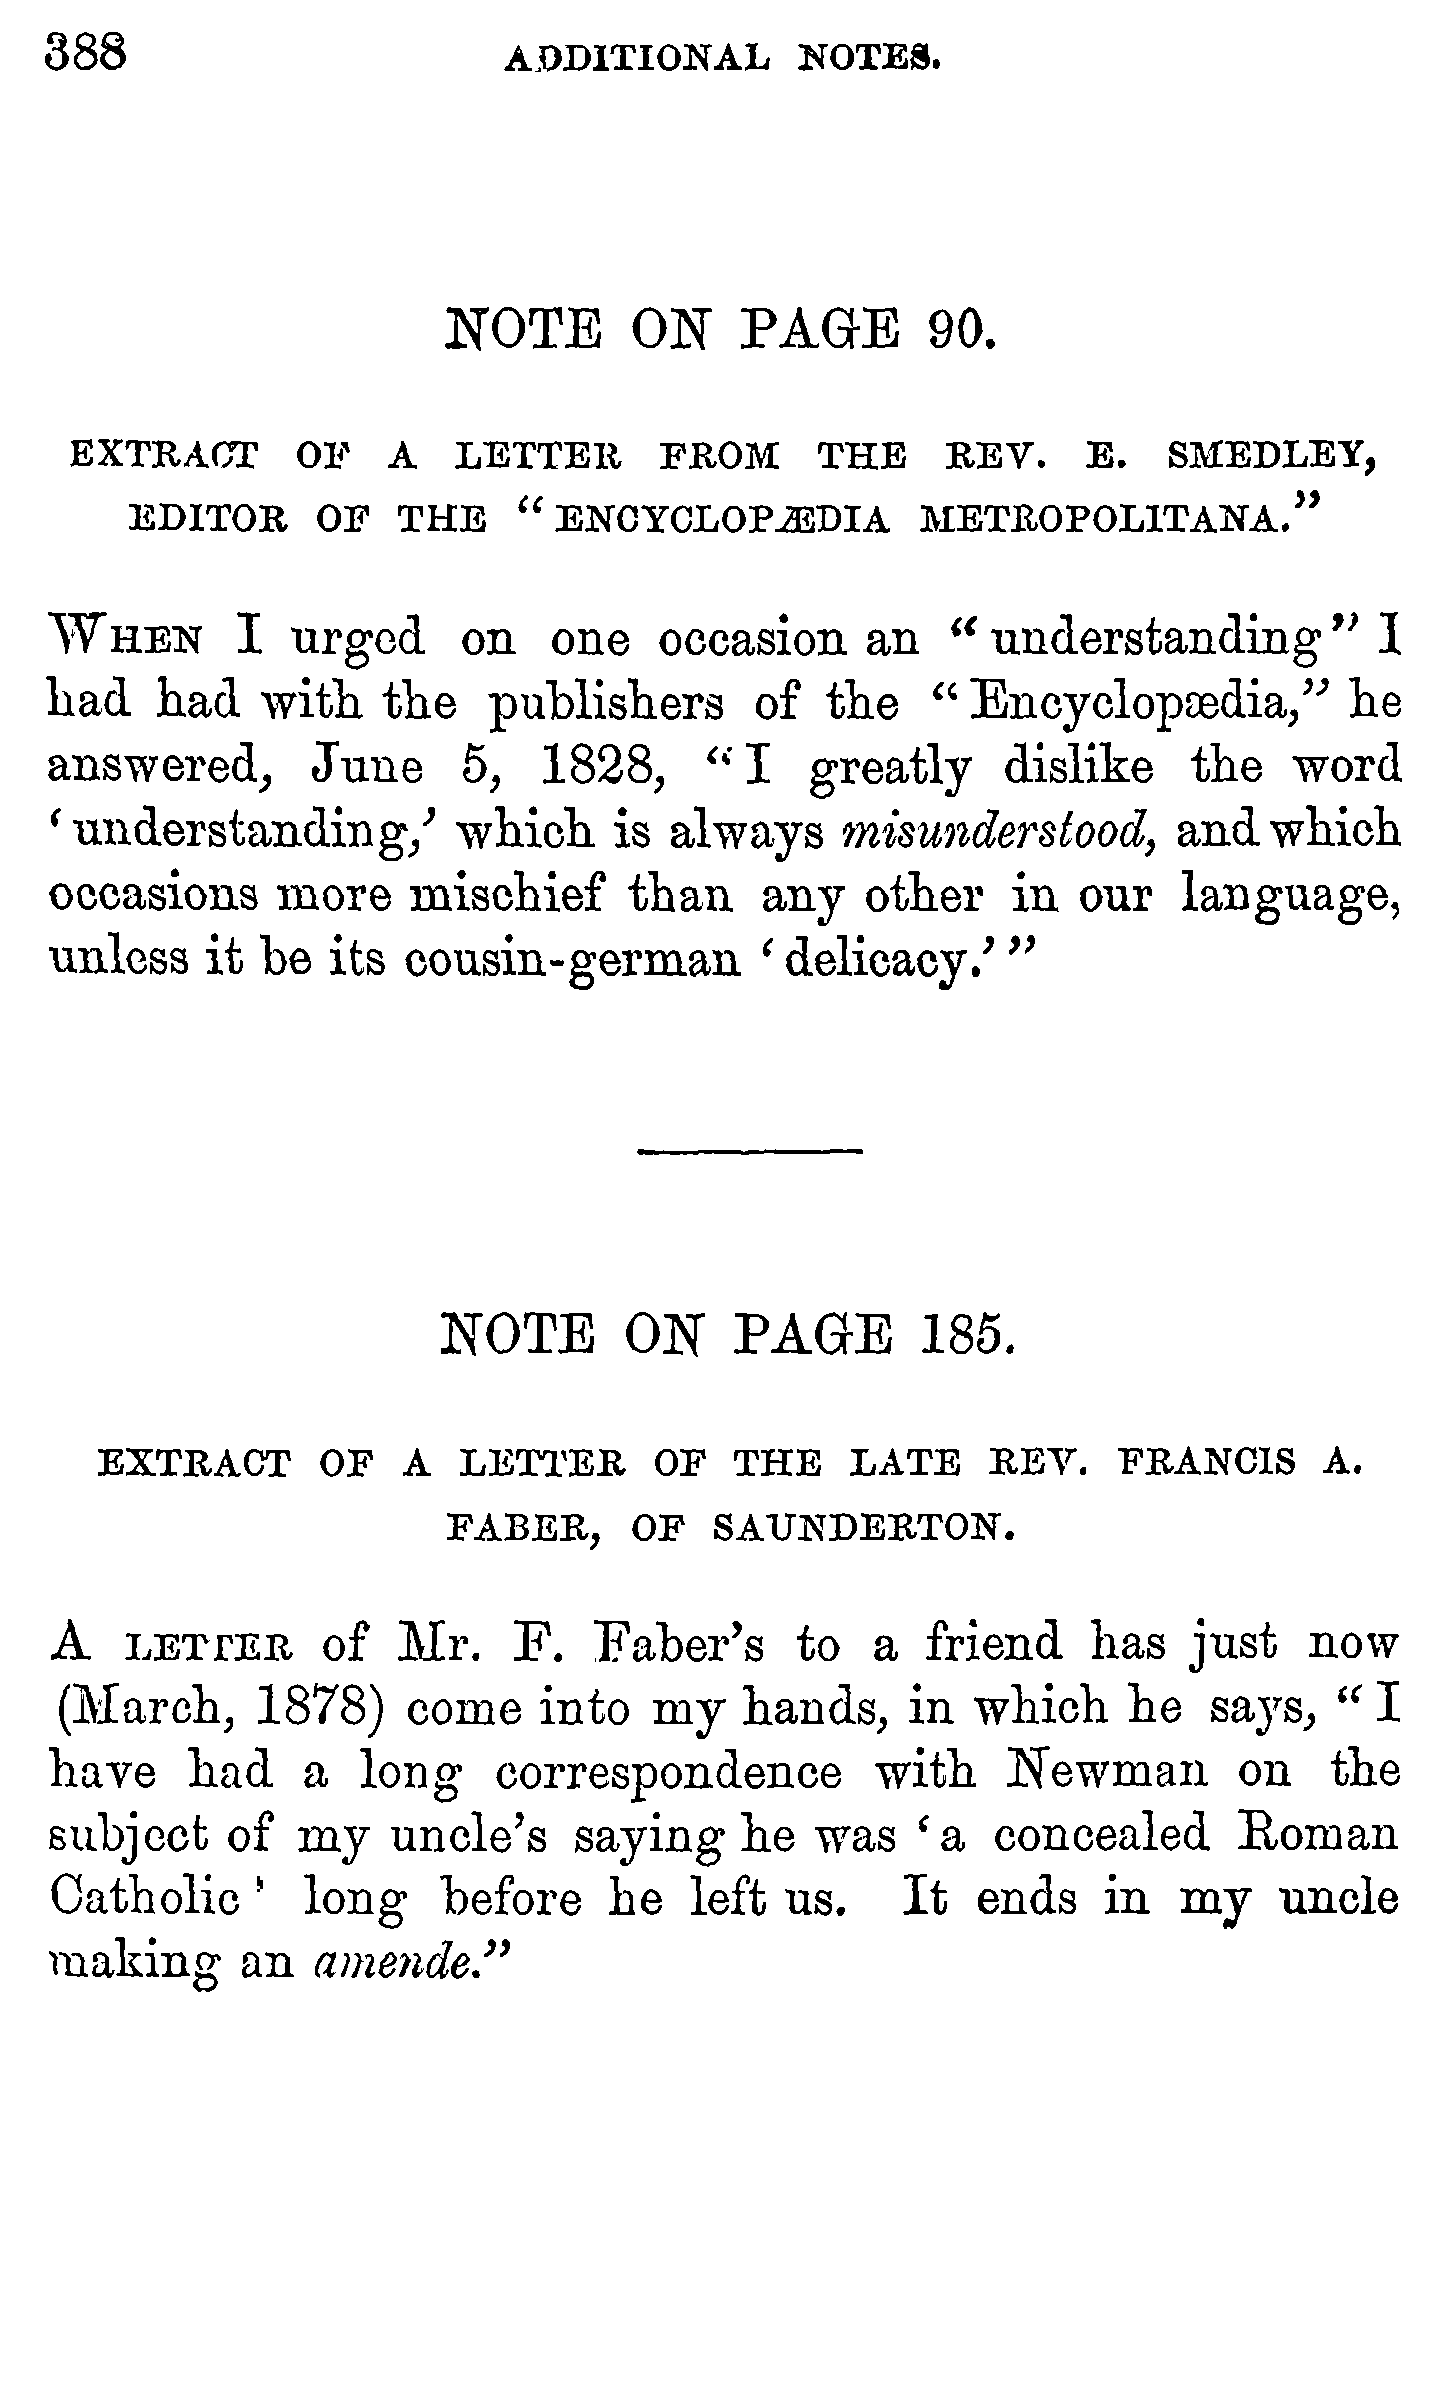 388 ADDITIONAL NOTES.
NOTE ON PAGE 90.
EXTRACT OF A LETTER FROM THE REV. E. SMEDLEY,
EDITOR OF THE “ENCYCLOPÆDIA METROPOLITANA.”
WHEN I urged on one occasion an “understanding” I
had had with the publishers of the “Encyclopædia,” he
answered, June 5, 1828, “I greatly dislike the word
‘understanding,’ which is always misunderstood, and which
occasions more mischief than any other in our language,
unless it be its cousin-german ‘delicacy.’”
NOTE ON PAGE 185.
EXTRACT OF A LETTER OF THE LATE REV. FRANCIS A.
FABER, OF SAUNDERTON.
A LETTER of Mr. F. Faber’s to a friend has just now
(March, 1878) come into my hands, in which he says, “I
have had a long correspondence with Newman on the
subject of my uncle’s saying he was ‘a concealed Roman
Catholic’ long before he left us. It ends in my uncle
making an amende.”